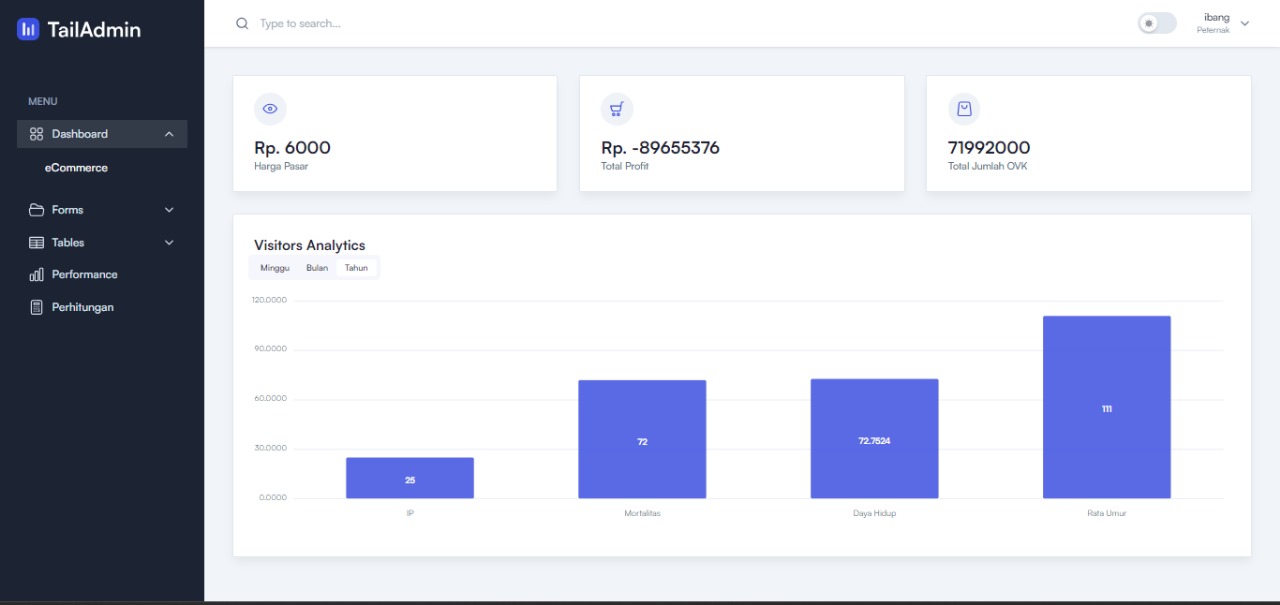 TailAdmin
Type to search...
ibang
Peternak
MENU
Dashboard
eCommerce
Forms
Tables
Performance
Perhitungan
Rp. 6000
Harga Pasar
Rp. -89655376
Total Profit
71992000
Total Jumlah OVK
Visitors Analytics
Minggu Bulan Tahun
120.0000
90.0000
60.0000
30.0000
0.0000
25
72
72.7524
111
IP Mortalitas Daya Hidup Rata Umur